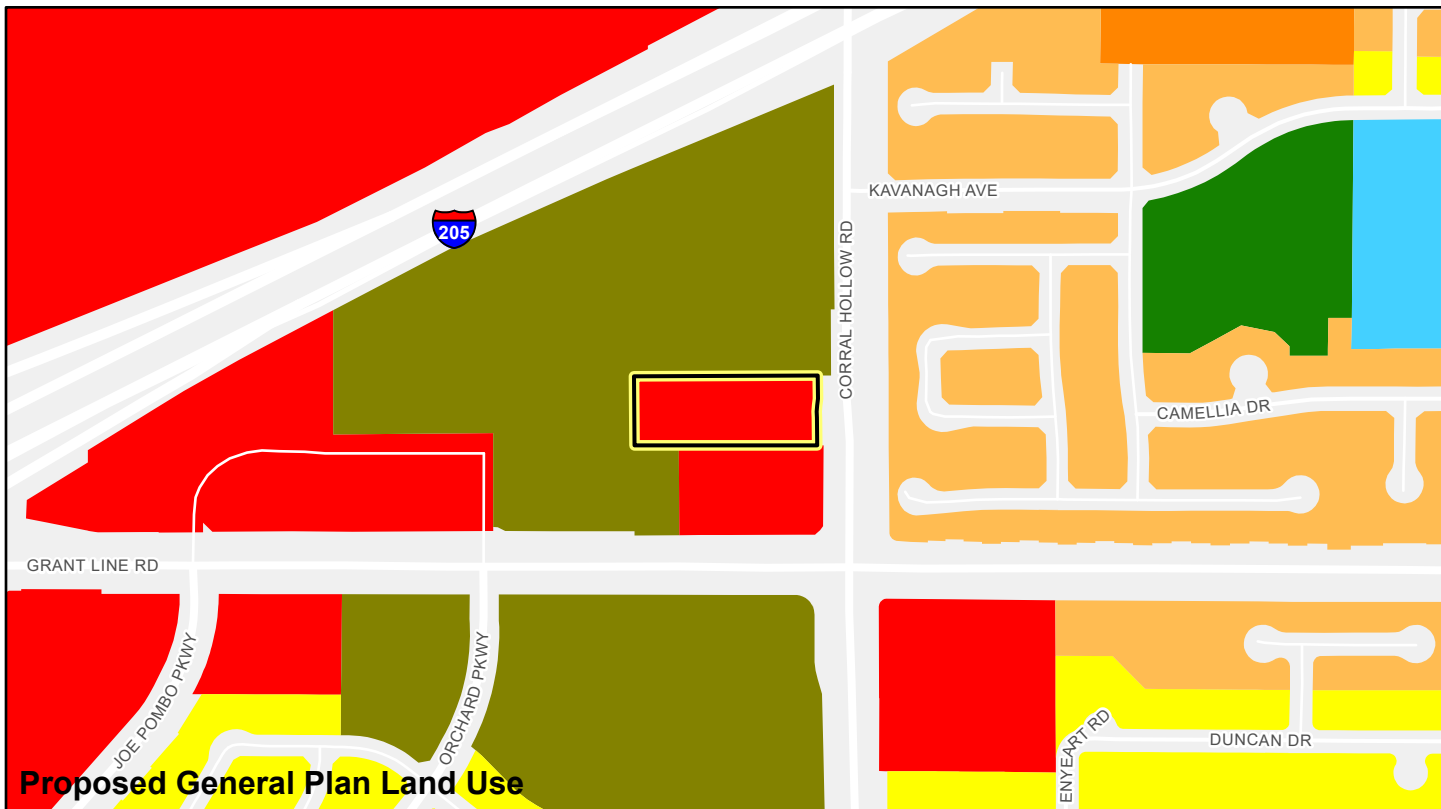 KAVANAGH AVE
205
CORRAL HOLLOW RD
CAMELLIA DR
GRANT LINE RD
JOE POMBO PKWY
ORCHARD PKWY
ENYEART RD
DUNCAN DR
Proposed General Plan Land Use